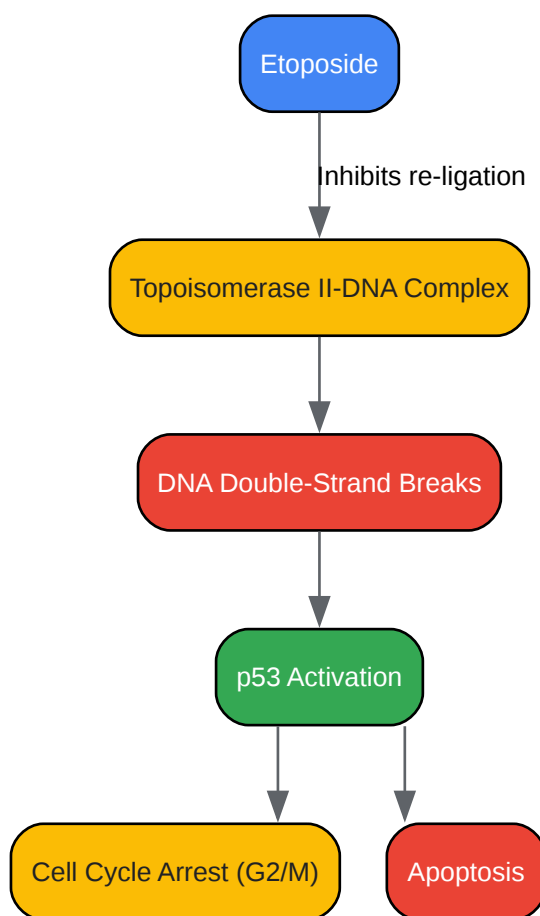 Etoposide
Inhibits re-ligation
Topoisomerase II-DNA Complex
DNA Double-Strand Breaks
p53 Activation
Cell Cycle Arrest (G2/M)
Apoptosis